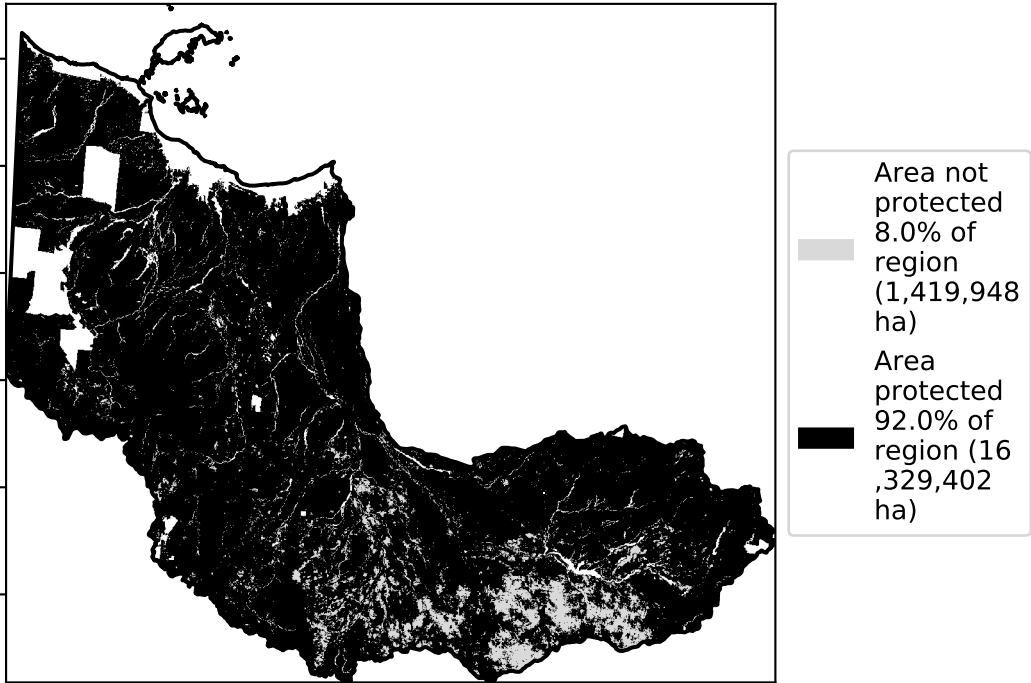 Area not
protected
8.0% of
region
(1,419,948
ha)
Area
protected
92.0% of
region (16
,329,402
ha)